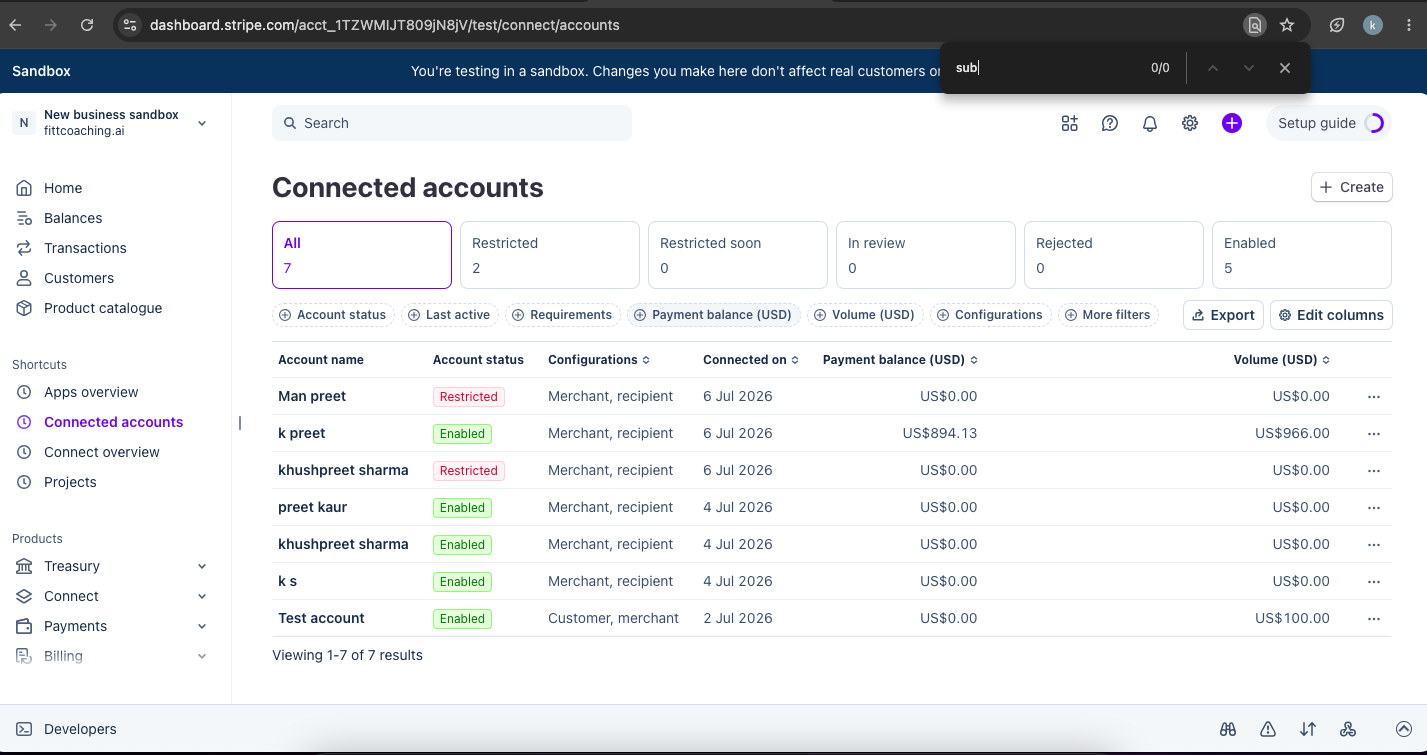 dashboard.stripe.com/acct_1TZWMIJT809jN8jV/test/connect/accounts
k
sub
0/0
Sandbox
You're testing in a sandbox. Changes you make here don't affect real customers or
N
New business sandbox
fittcoaching.ai
Search
Setup guide
Home
Balances
Transactions
Customers
Product catalogue
Shortcuts
Apps overview
Connected accounts
Connect overview
Projects
Products
Treasury
Connect
Payments
Billing
Connected accounts
Create
All
7
Restricted
2
Restricted soon
0
In review
0
Rejected
0
Enabled
5
Account status Last active Requirements Payment balance (USD) Volume (USD) Configurations More filters Export Edit columns
Account name Account status Configurations Connected on Payment balance (USD) Volume (USD)
Man preet Restricted Merchant, recipient 6 Jul 2026 US$0.00 US$0.00
k preet Enabled Merchant, recipient 6 Jul 2026 US$894.13 US$966.00
khushpreet sharma Restricted Merchant, recipient 6 Jul 2026 US$0.00 US$0.00
preet kaur Enabled Merchant, recipient 4 Jul 2026 US$0.00 US$0.00
khushpreet sharma Enabled Merchant, recipient 4 Jul 2026 US$0.00 US$0.00
k s Enabled Merchant, recipient 4 Jul 2026 US$0.00 US$0.00
Test account Enabled Customer, merchant 2 Jul 2026 US$0.00 US$100.00
Viewing 1-7 of 7 results
Developers